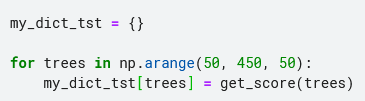 my_dict_tst = {}
for trees in np.arange(50, 450, 50):
    my_dict_tst[trees] = get_score(trees)